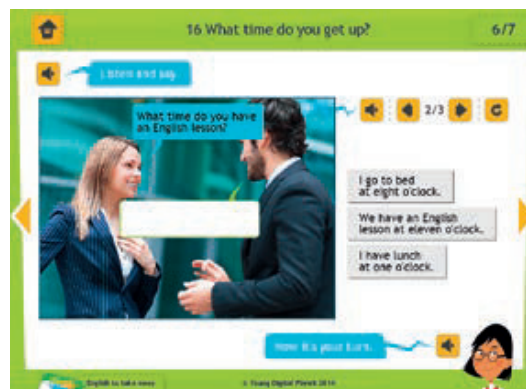 16 What time do you get up?
6/7
Listen and say.
What time do you have
an English lesson?
2/3
I go to bed
at eight o'clock.
We have an English
lesson at eleven o'clock.
I have lunch
at one o'clock.
Now it's your turn.
English to take away
© Young Digital Planet 2014